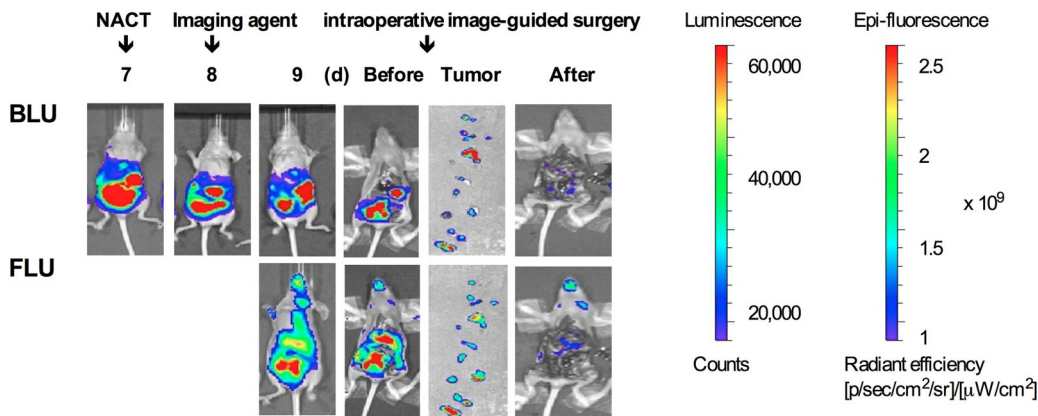 NACT Imaging agent intraoperative image-guided surgery
7 8 9 (d) Before Tumor After
BLU
FLU
Luminescence
60,000
40,000
20,000
Counts
Epi-fluorescence
2.5
2
x 10⁹
1.5
1
Radiant efficiency
[p/sec/cm²/sr]/[μW/cm²]